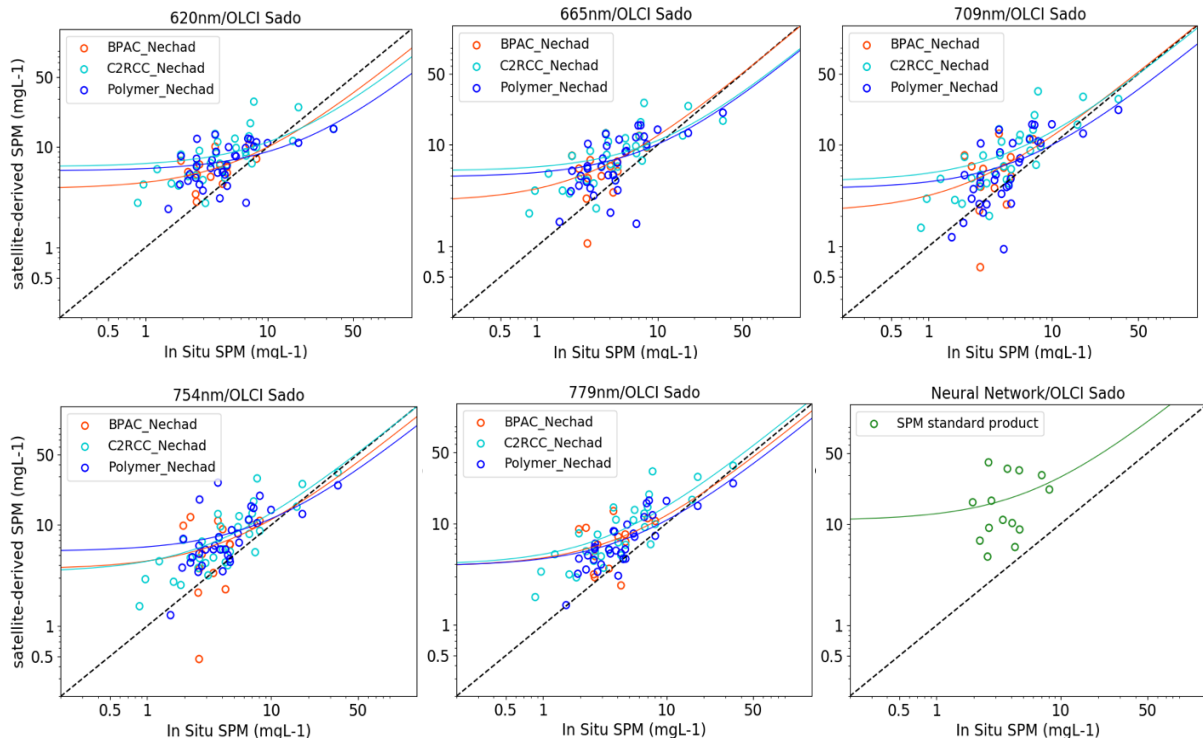 620nm/OLCI Sado
BPAC_Nechad
C2RCC_Nechad
Polymer_Nechad
satellite-derived SPM (mgL-1)
50
10
1
0.5
0.5
1
10
50
In Situ SPM (mgL-1)
665nm/OLCI Sado
BPAC_Nechad
C2RCC_Nechad
Polymer_Nechad
50
10
1
0.5
0.5
1
10
50
In Situ SPM (mgL-1)
709nm/OLCI Sado
BPAC_Nechad
C2RCC_Nechad
Polymer_Nechad
50
10
1
0.5
0.5
1
10
50
In Situ SPM (mgL-1)
754nm/OLCI Sado
BPAC_Nechad
C2RCC_Nechad
Polymer_Nechad
satellite-derived SPM (mgL-1)
50
10
1
0.5
0.5
1
10
50
In Situ SPM (mgL-1)
779nm/OLCI Sado
BPAC_Nechad
C2RCC_Nechad
Polymer_Nechad
50
10
1
0.5
0.5
1
10
50
In Situ SPM (mgL-1)
Neural Network/OLCI Sado
SPM standard product
50
10
1
0.5
0.5
1
10
50
In Situ SPM (mgL-1)